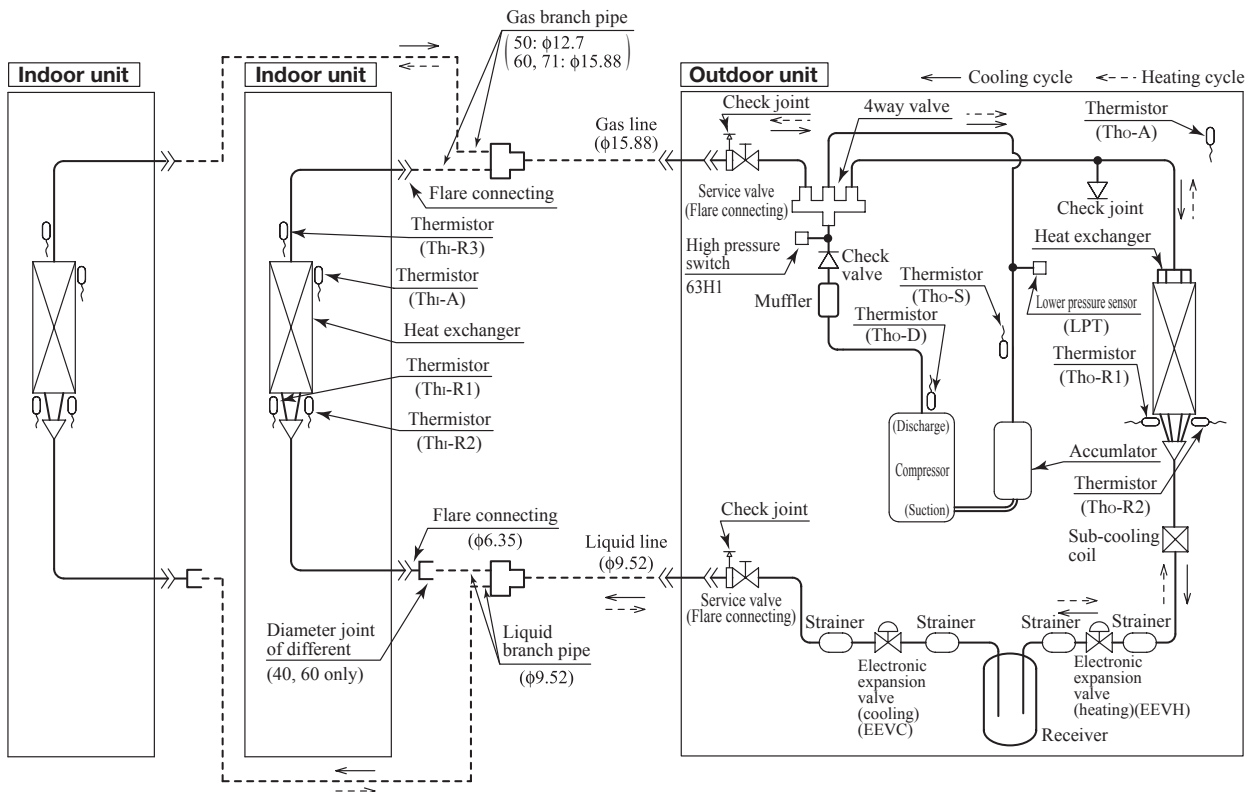 Gas branch pipe
50: ϕ12.7
60, 71: ϕ15.88
Indoor unit
Indoor unit
Outdoor unit
Cooling cycle
Heating cycle
Check joint
4way valve
Thermistor
(Tho-A)
Gas line
(ϕ15.88)
Flare connecting
Service valve
(Flare connecting)
Check joint
Thermistor
(ThI-R3)
High pressure
switch
63H1
Check
valve
Heat exchanger
Thermistor
(ThI-A)
Muffler
Thermistor
(Tho-S)
Lower pressure sensor
(LPT)
Thermistor
(Tho-D)
Heat exchanger
Thermistor
(Tho-R1)
Thermistor
(ThI-R1)
Thermistor
(ThI-R2)
(Discharge)
Compressor
(Suction)
Accumlator
Thermistor
(Tho-R2)
Flare connecting
(ϕ6.35)
Check joint
Liquid line
(ϕ9.52)
Sub-cooling
coil
Service valve
(Flare connecting)
Strainer
Strainer
Strainer
Strainer
Diameter joint
of different
(40, 60 only)
Liquid
branch pipe
(ϕ9.52)
Electronic
expansion
valve
(cooling)
(EEVC)
Electronic
expansion
valve
(heating)(EEVH)
Receiver